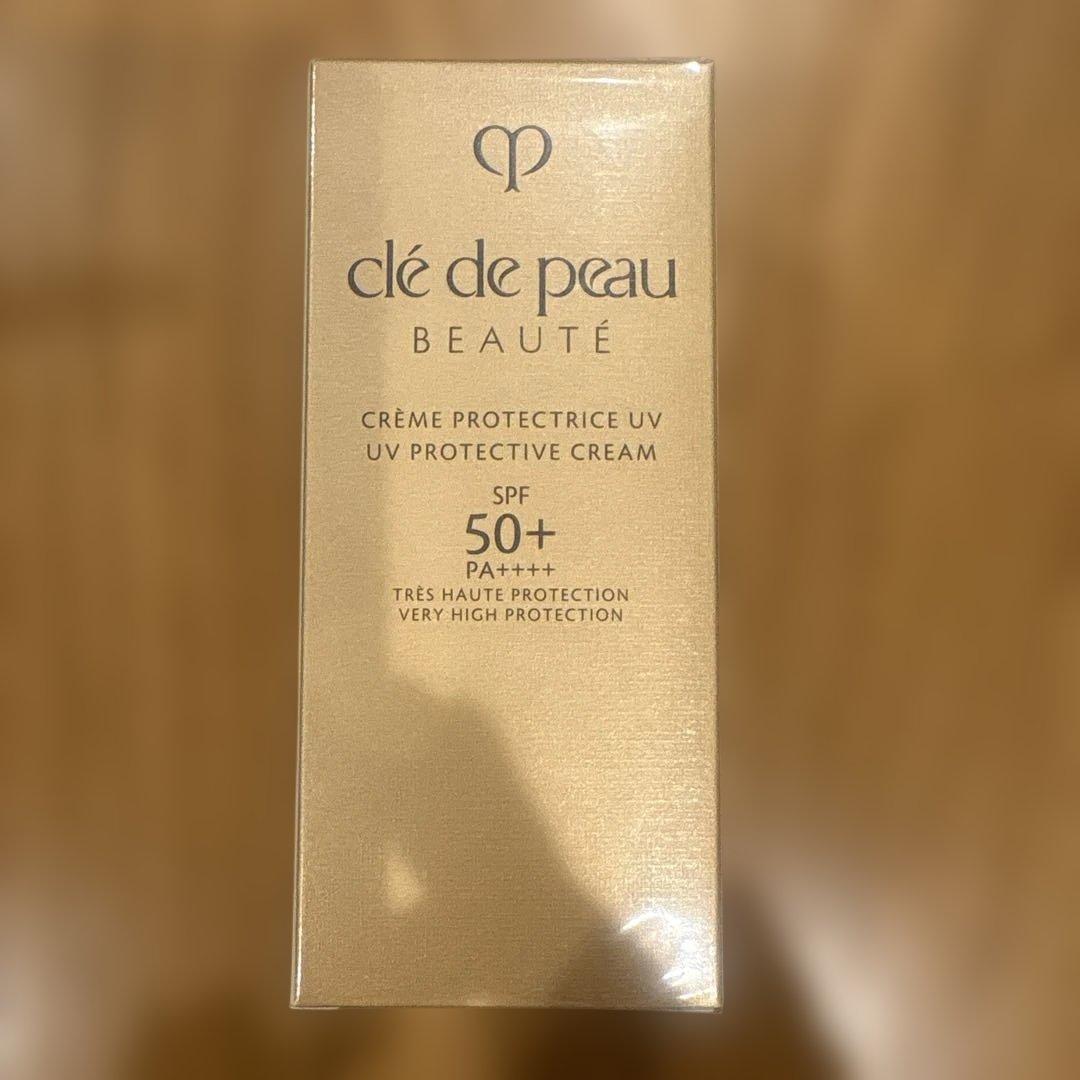 clé de peau
BEAUTÉ
CRÈME PROTECTRICE UV
UV PROTECTIVE CREAM
SPF
50+
PA++++
TRÈS HAUTE PROTECTION
VERY HIGH PROTECTION